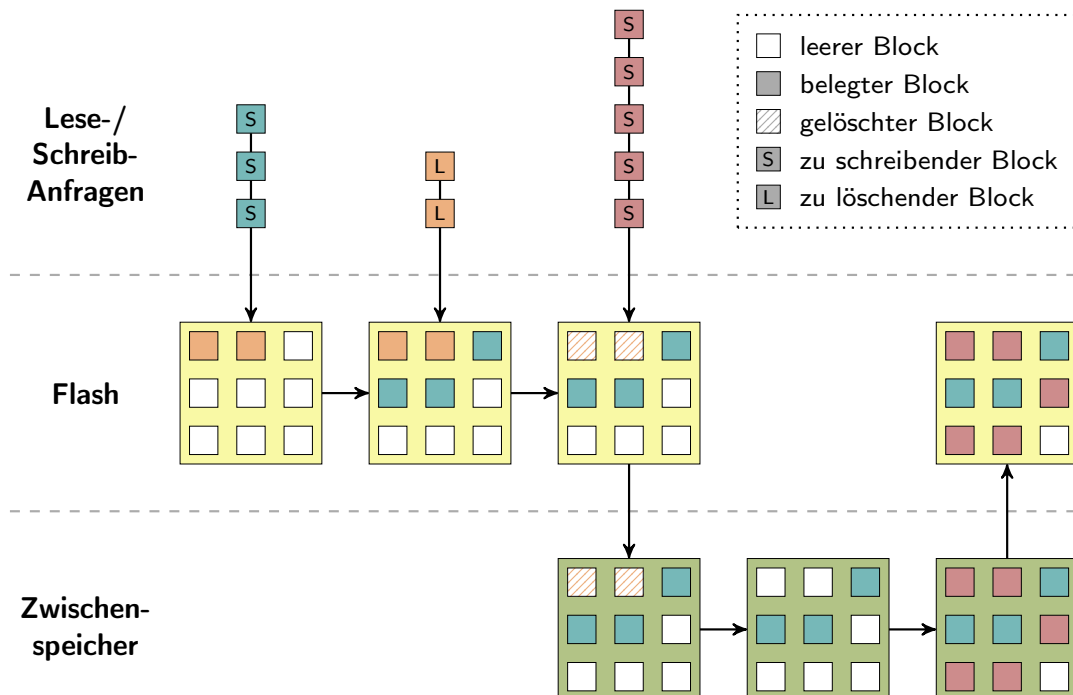 S
S
S
S
S
S
S
S
L
L
S
S
leerer Block
belegter Block
gelöschter Block
S zu schreibender Block
L zu löschender Block
Lese-/
Schreib-
Anfragen
Flash
Zwischen-
speicher